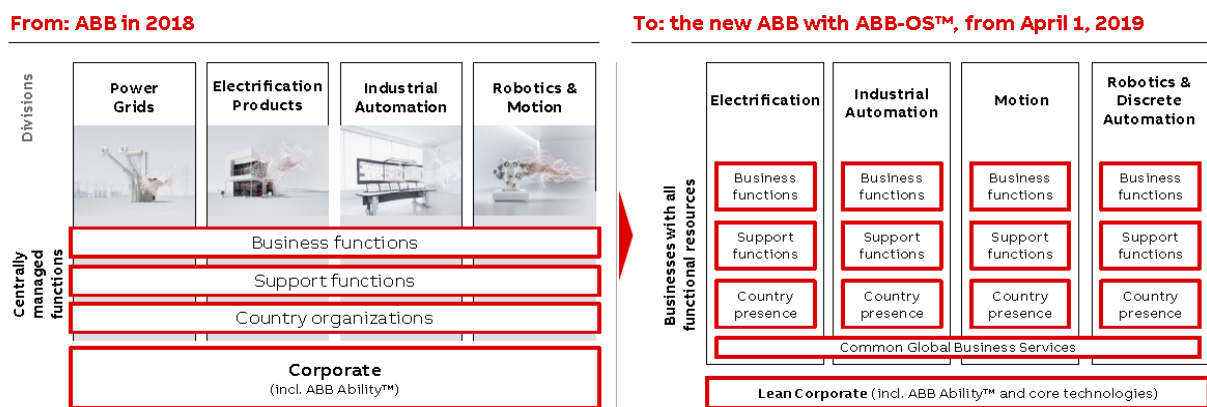 From: ABB in 2018
To: the new ABB with ABB-OS™, from April 1, 2019
Divisions
Power
Grids
Electrification
Products
Industrial
Automation
Robotics &
Motion
Centrally
managed
functions
Business functions
Support functions
Country organizations
Corporate
(incl. ABB Ability™)
Businesses with all
functional resources
Electrification
Industrial
Automation
Motion
Robotics &
Discrete
Automation
Business
functions
Business
functions
Business
functions
Business
functions
Support
functions
Support
functions
Support
functions
Support
functions
Country
presence
Country
presence
Country
presence
Country
presence
Common Global Business Services
Lean Corporate (incl. ABB Ability™ and core technologies)